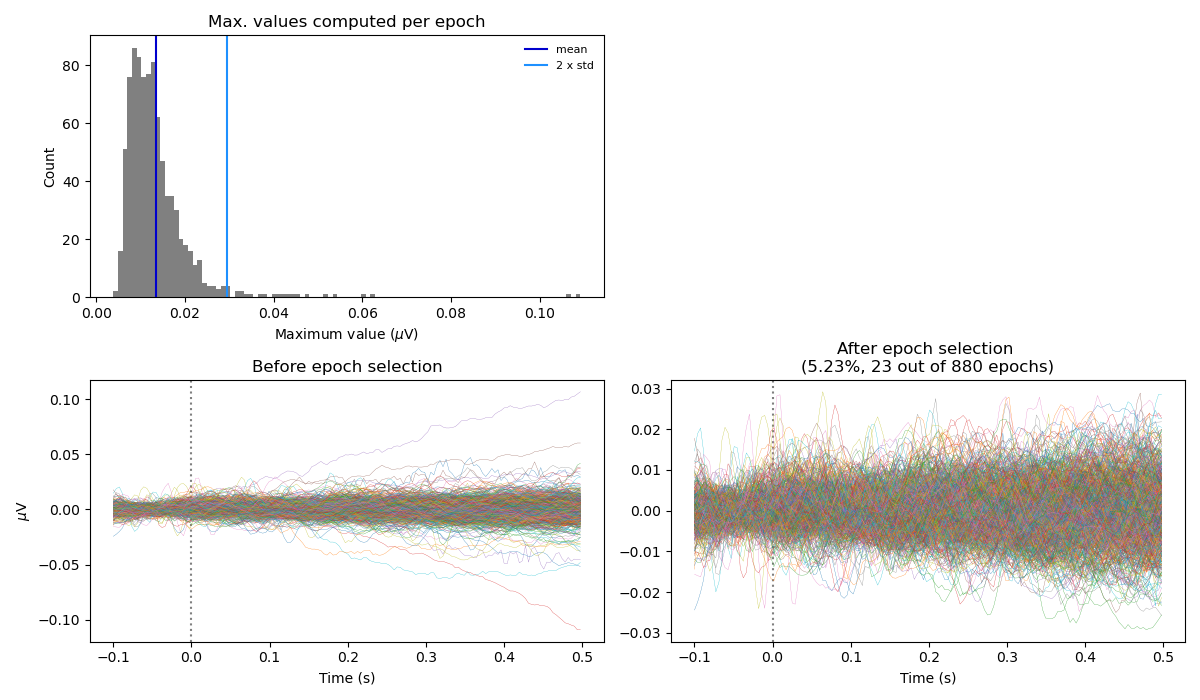 Max. values computed per epoch
mean
2 x std
Count
80
60
40
20
0
0.00 0.02 0.04 0.06 0.08 0.10
Maximum value (μV)
Before epoch selection
μV
0.10
0.05
0.00
−0.05
−0.10
−0.1 0.0 0.1 0.2 0.3 0.4 0.5
Time (s)
After epoch selection
(5.23%, 23 out of 880 epochs)
0.03
0.02
0.01
0.00
−0.01
−0.02
−0.03
−0.1 0.0 0.1 0.2 0.3 0.4 0.5
Time (s)